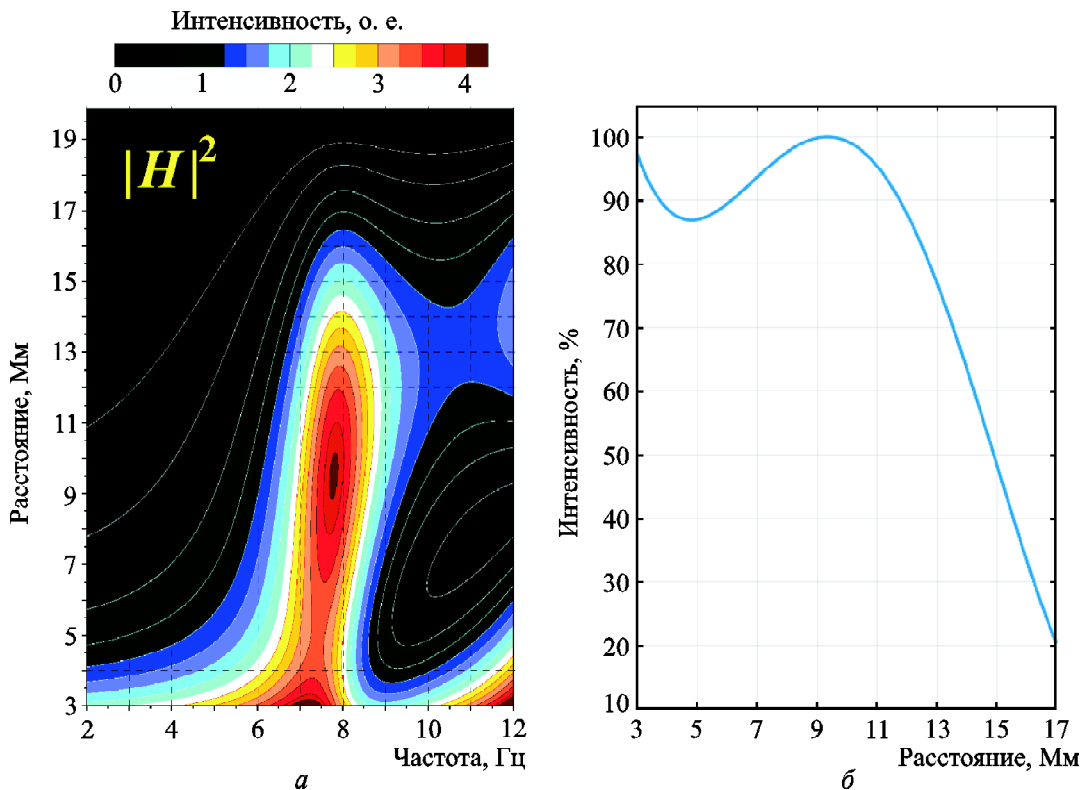 Интенсивность, о. е.
0 1 2 3 4
|H|²
19
17
15
13
11
9
7
5
3
Расстояние, Мм
2 4 6 8 10 12
Частота, Гц
а
100
90
80
70
60
50
40
30
20
10
Интенсивность, %
3 5 7 9 11 13 15 17
Расстояние, Мм
б